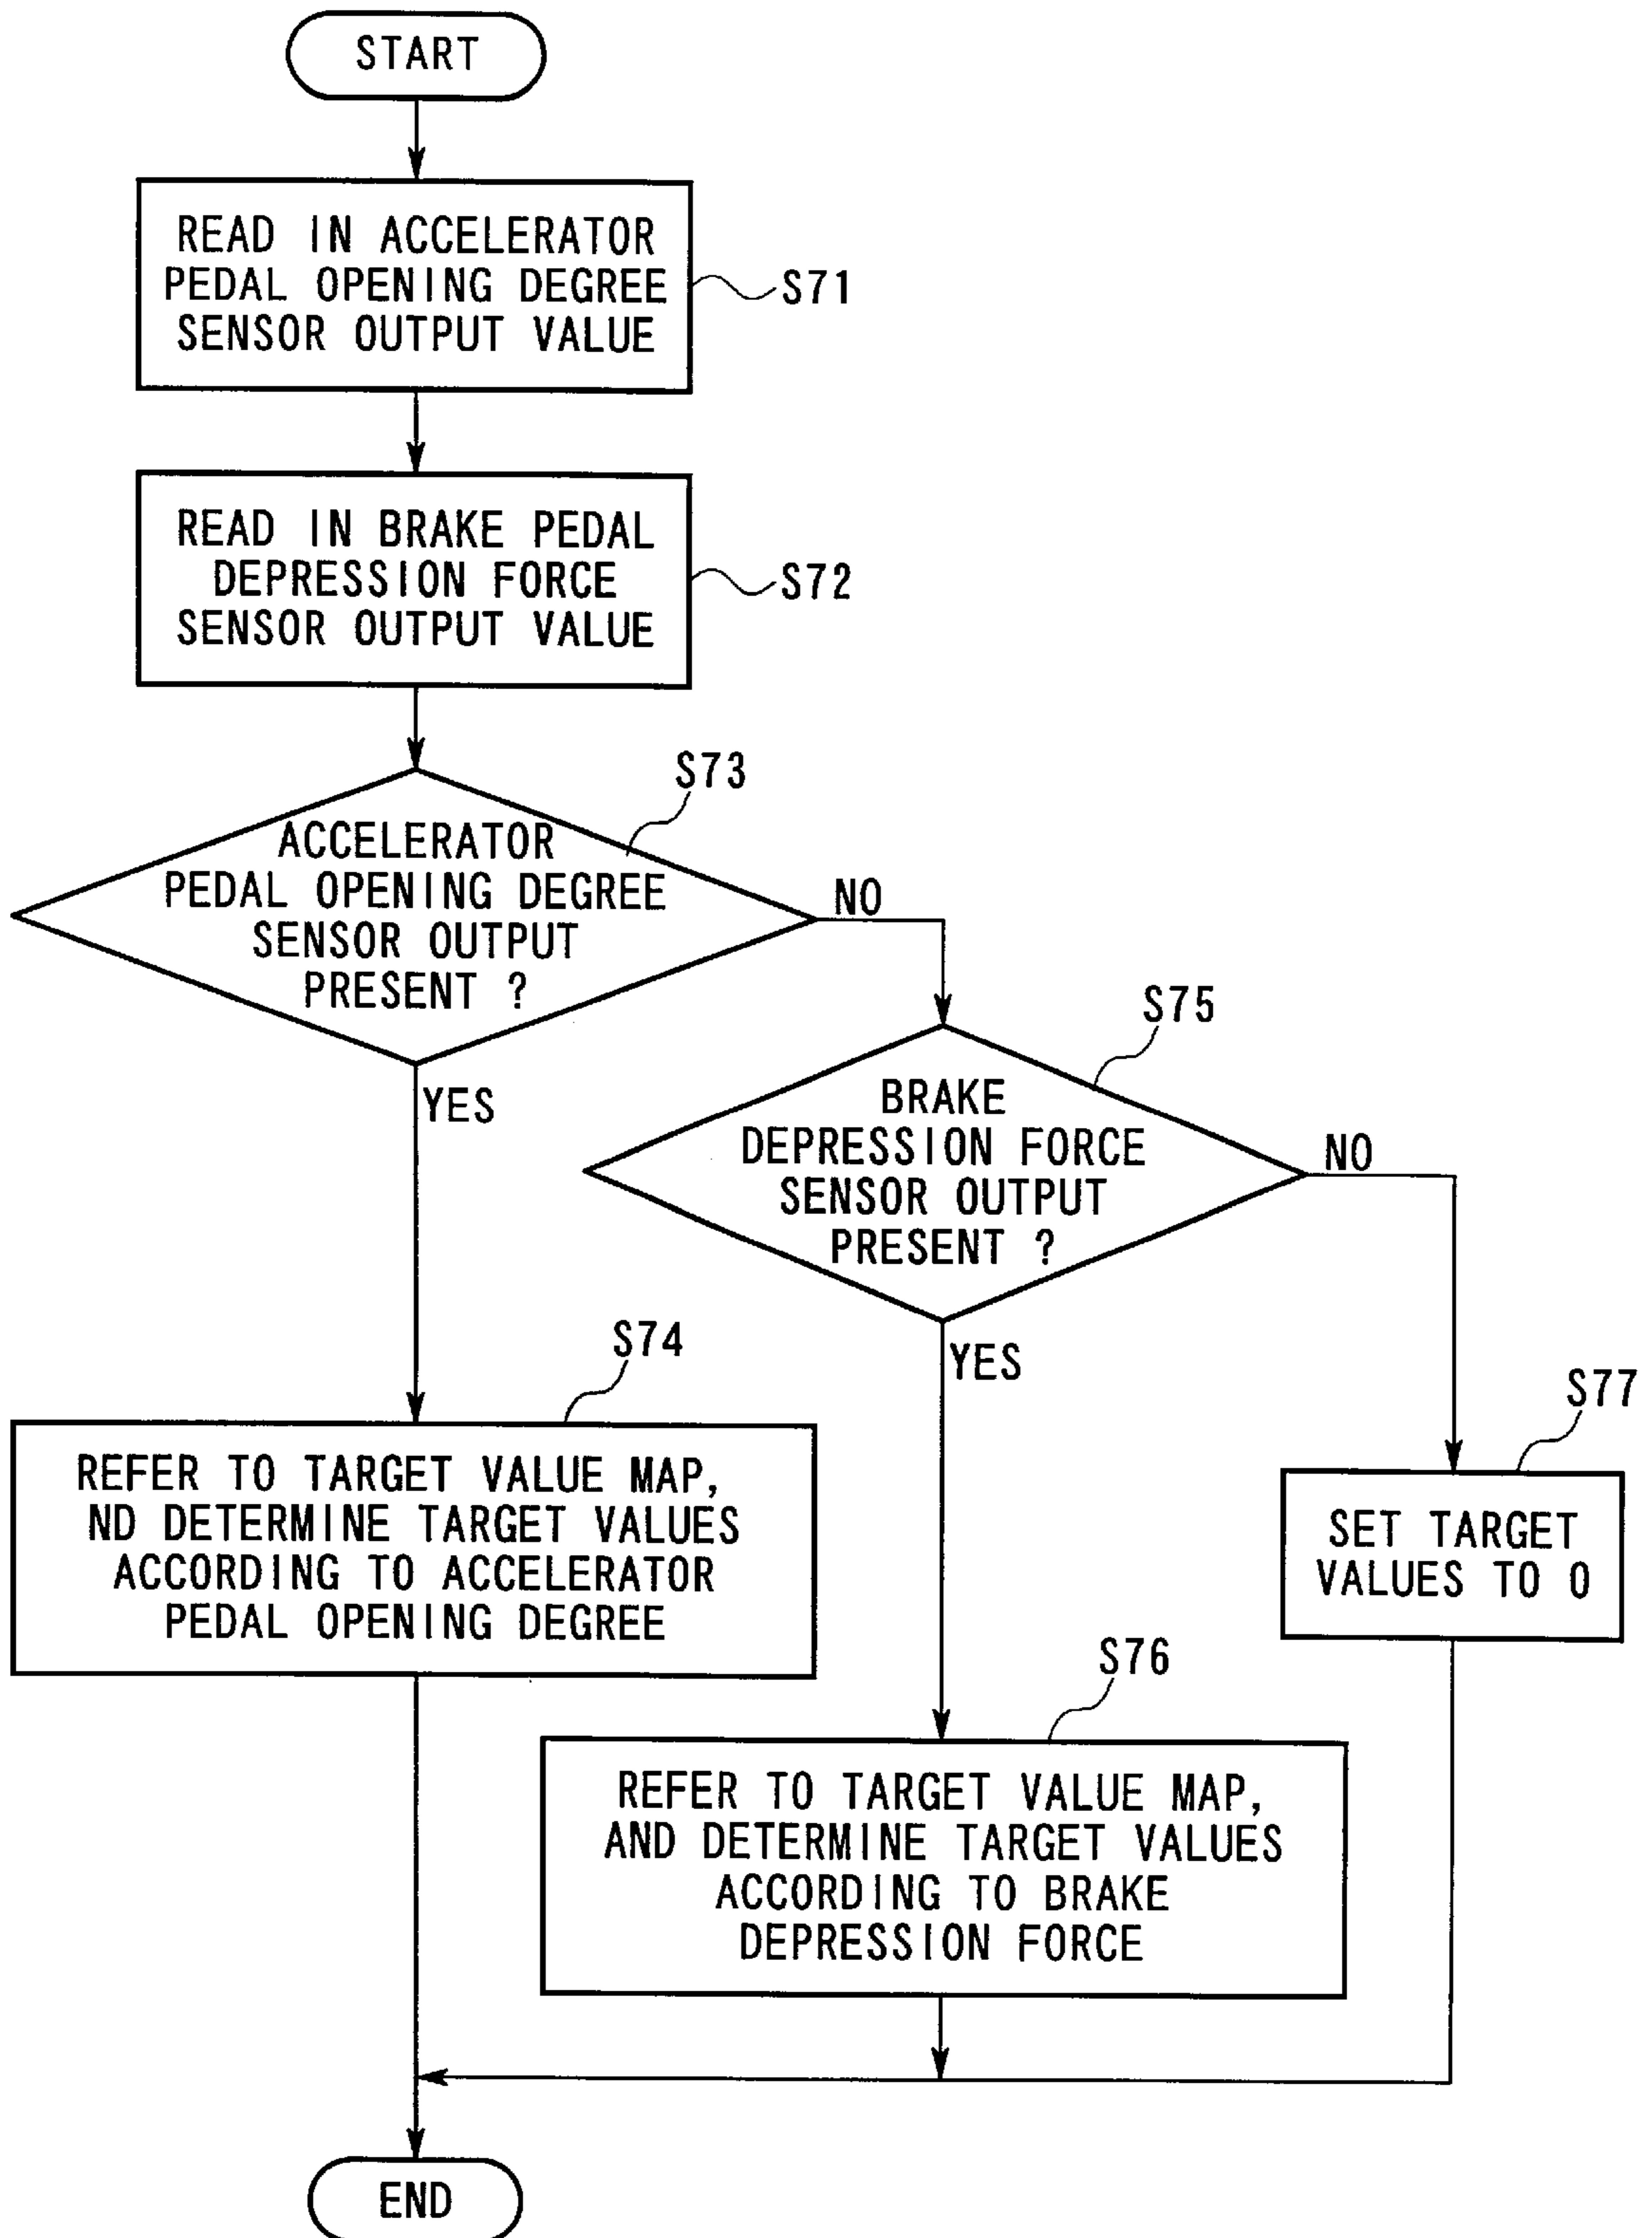 START
READ IN ACCELERATOR
PEDAL OPENING DEGREE
SENSOR OUTPUT VALUE
S71
READ IN BRAKE PEDAL
DEPRESSION FORCE
SENSOR OUTPUT VALUE
S72
S73
ACCELERATOR
PEDAL OPENING DEGREE
SENSOR OUTPUT
PRESENT ?
NO
YES
S75
BRAKE
DEPRESSION FORCE
SENSOR OUTPUT
PRESENT ?
NO
YES
S74
REFER TO TARGET VALUE MAP,
ND DETERMINE TARGET VALUES
ACCORDING TO ACCELERATOR
PEDAL OPENING DEGREE
S77
SET TARGET
VALUES TO 0
S76
REFER TO TARGET VALUE MAP,
AND DETERMINE TARGET VALUES
ACCORDING TO BRAKE
DEPRESSION FORCE
END